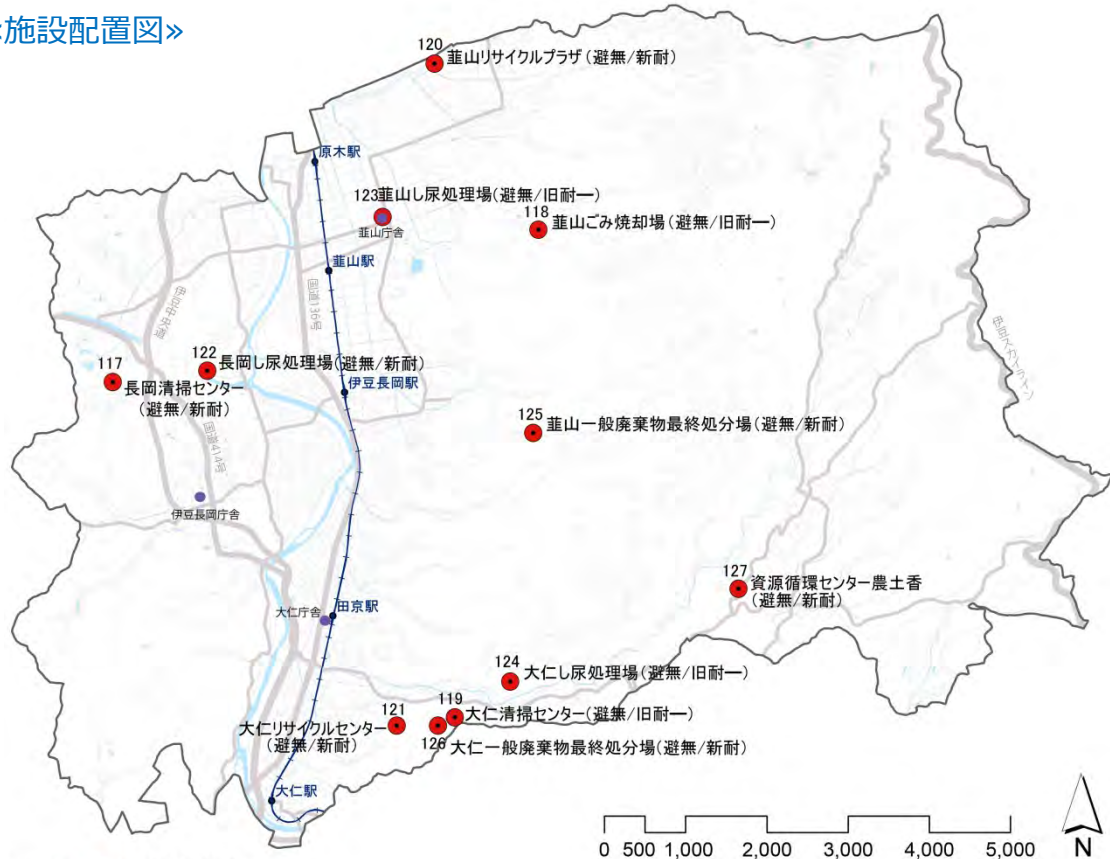 施設配置図»
120
韮山リサイクルプラザ(避無/新耐)
原木駅
123韮山し尿処理場(避無/旧耐ー)
韮山庁舎
118
韮山ごみ焼却場(避無/旧耐ー)
韮山駅
国道136号
伊豆中央道
伊豆スカイライン
122
長岡し尿処理場(避無/新耐)
117
長岡清掃センター
(避無/新耐)
伊豆長岡駅
125
韮山一般廃棄物最終処分場(避無/新耐)
国道414号
伊豆長岡庁舎
127
資源循環センター農土香
(避無/新耐)
大仁庁舎
田京駅
124
大仁し尿処理場(避無/旧耐ー)
119
大仁清掃センター(避無/旧耐ー)
121
大仁リサイクルセンター
(避無/新耐)
126
大仁一般廃棄物最終処分場(避無/新耐)
大仁駅
0 500 1,000 2,000 3,000 4,000 5,000
N